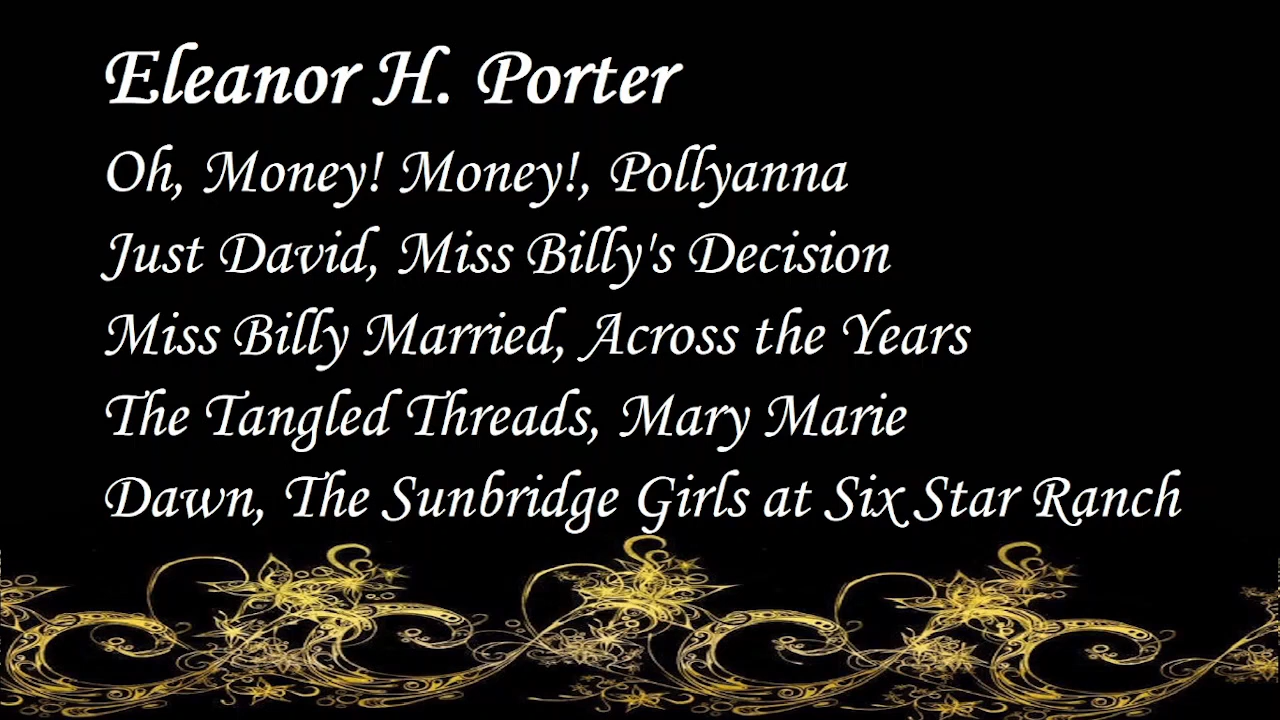 Eleanor H. Porter
Oh, Money! Money!, Pollyanna
Just David, Miss Billy's Decision
Miss Billy Married, Across the Years
The Tangled Threads, Mary Marie
Dawn, The Sunbridge Girls at Six Star Ranch